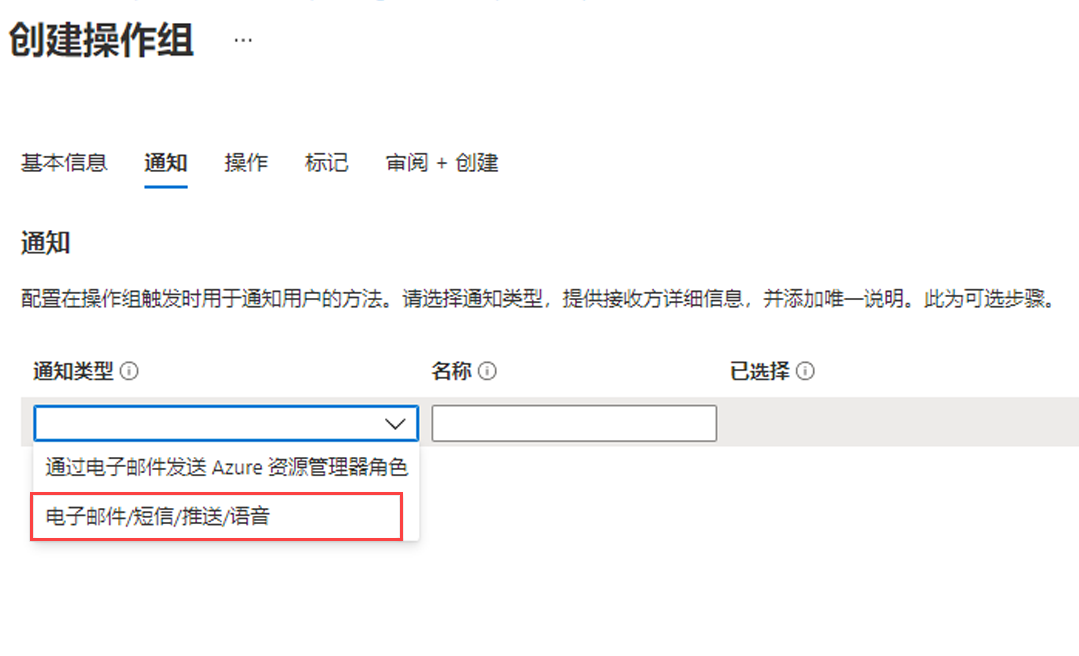 创建操作组 ...
基本信息 通知 操作 标记 审阅 + 创建
通知
配置在操作组触发时用于通知用户的方法。请选择通知类型，提供接收方详细信息，并添加唯一说明。此为可选步骤。
通知类型 名称 已选择
通过电子邮件发送 Azure 资源管理器角色
电子邮件/短信/推送/语音